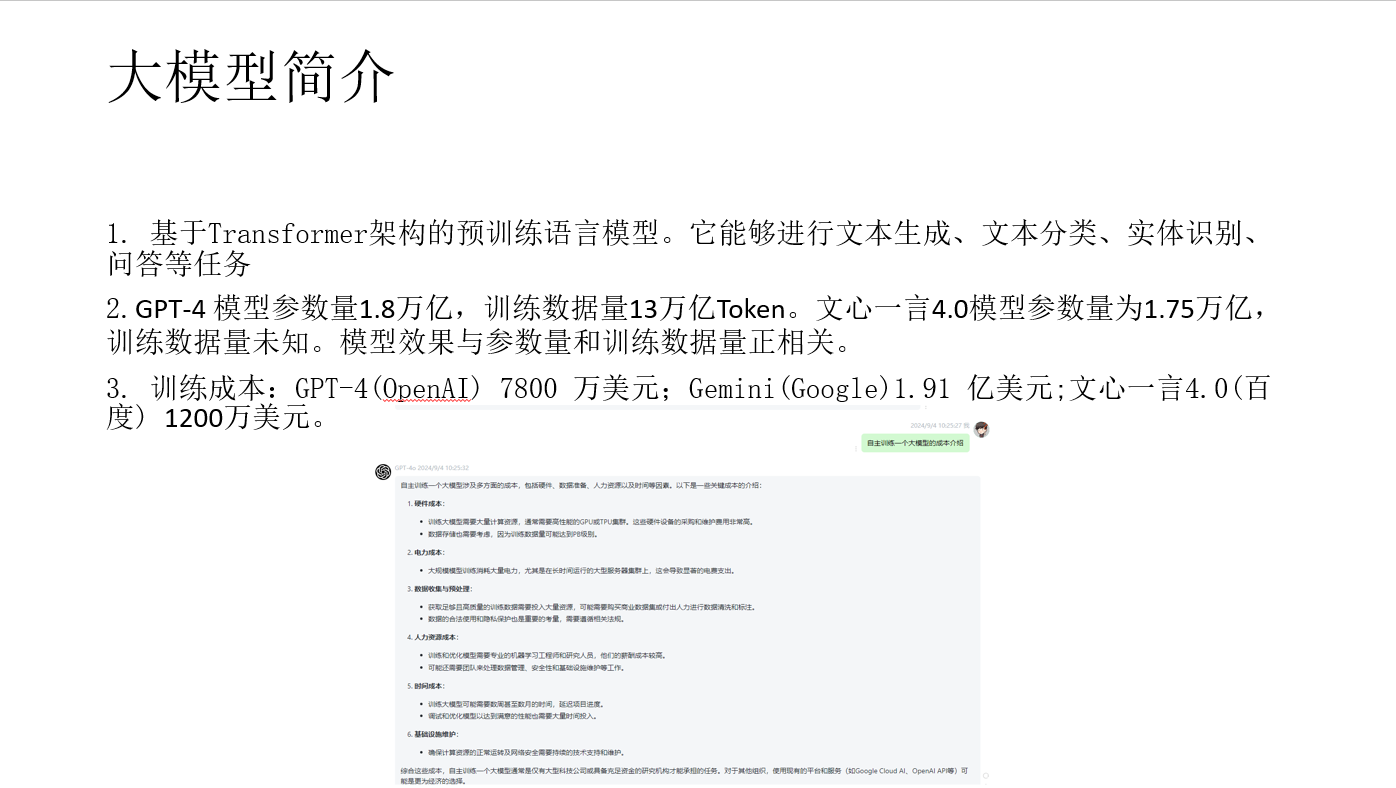 大模型简介
1. 基于Transformer架构的预训练语言模型。它能够进行文本生成、文本分类、实体识别、
问答等任务
2. GPT-4 模型参数量1.8万亿，训练数据量13万亿Token。文心一言4.0模型参数量为1.75万亿，
训练数据量未知。模型效果与参数量和训练数据量正相关。
3. 训练成本：GPT-4(OpenAI) 7800 万美元；Gemini(Google)1.91 亿美元;文心一言4.0(百
度) 1200万美元。
2024/9/4 10:25:27 我
自主训练一个大模型的成本介绍
GPT-4o 2024/9/4 10:25:32
自主训练一个大模型涉及多方面的成本，包括硬件、数据准备、人力资源以及时间等因素。以下是一些关键成本的介绍：
1. 硬件成本：
• 训练大模型需要大量计算资源，通常需要高性能的GPU或TPU集群。这些硬件设备的采购和维护费用非常高。
• 数据存储也需要考虑，因为训练数据量可能达到PB级别。
2. 电力成本：
• 大规模模型训练消耗大量电力，尤其是在长时间运行的大型服务器集群上，这会导致显著的电费支出。
3. 数据收集与预处理：
• 获取足够且高质量的训练数据需要投入大量资源，可能需要购买商业数据集或付出人力进行数据清洗和标注。
• 数据的合法使用和隐私保护也是重要的考量，需要遵循相关法规。
4. 人力资源成本：
• 训练和优化模型需要专业的机器学习工程师和研究人员，他们的薪酬成本较高。
• 可能还需要团队来处理数据管理、安全性和基础设施维护等工作。
5. 时间成本：
• 训练大模型可能需要数周甚至数月的时间，延迟项目进度。
• 调试和优化模型以达到满意的性能也需要大量时间投入。
6. 基础设施维护：
• 确保计算资源的正常运转及网络安全需要持续的技术支持和维护。
综合这些成本，自主训练一个大模型通常是仅有大型科技公司或具备充足资金的研究机构才能承担的任务。对于其他组织，使用现有的平台和服务（如Google Cloud AI、OpenAI API等）可
能是更为经济的选择。